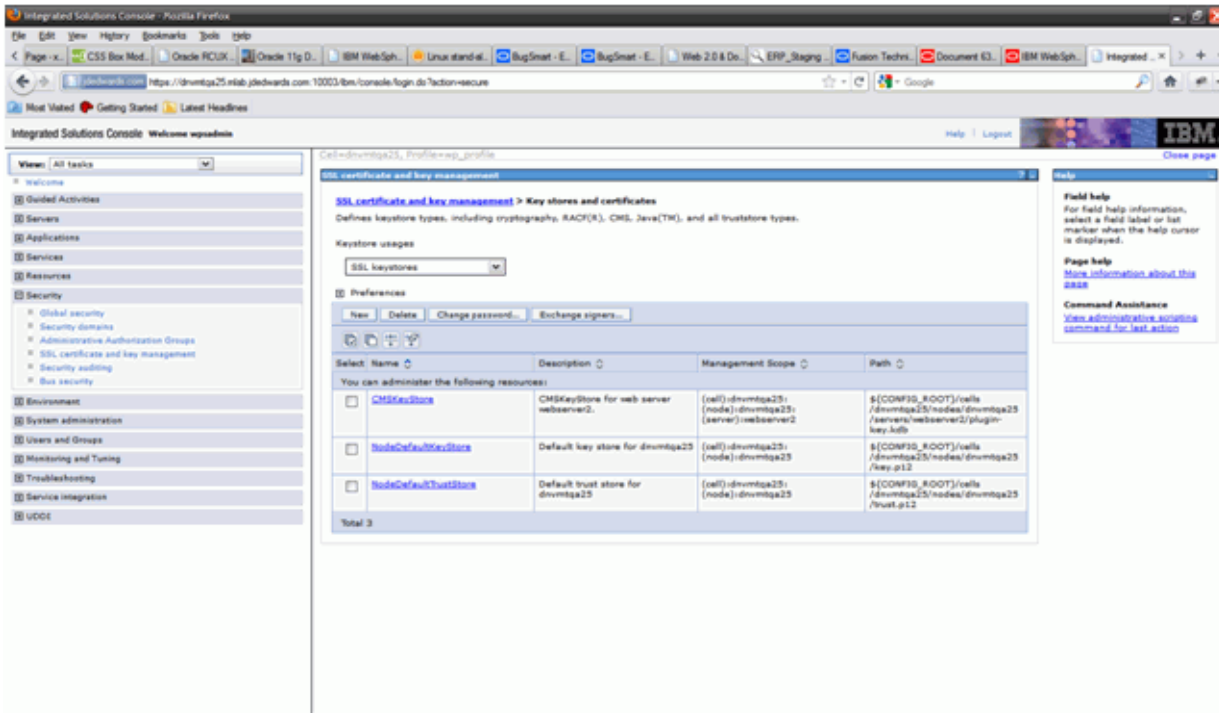 Integrated Solutions Console - Mozilla Firefox
File Edit View History Bookmarks Tools Help
Page - x... CSS Box Mod... Oracle RCUX... Oracle 11g D... IBM WebSph... Linux stand-al... BugSmart - E... BugSmart - E... Web 2.0 & Do... ERP_Staging ... Fusion Techni... Document 63... IBM WebSph... Integrated ... x
jdedwards.com https://dnvmtqa25.mlab.jdedwards.com:10003/ibm/console/login.do?action=secure Google
Most Visited Getting Started Latest Headlines
Integrated Solutions Console Welcome wpsadmin Help | Logout IBM
Cell=dnvmtqa25, Profile=wp_profile Close page
View: All tasks
Welcome
Guided Activities
Servers
Applications
Services
Resources
Security
Global security
Security domains
Administrative Authorization Groups
SSL certificate and key management
Security auditing
Bus security
Environment
System administration
Users and Groups
Monitoring and Tuning
Troubleshooting
Service integration
UDDI
SSL certificate and key management ? -
SSL certificate and key management > Key stores and certificates
Defines keystore types, including cryptography, RACF(R), CMS, Java(TM), and all truststore types.
Keystore usages
SSL keystores
Preferences
New Delete Change password... Exchange signers...
Select Name Description Management Scope Path
You can administer the following resources:
CMSKeyStore CMSKeyStore for web server webserver2. (cell):dnvmtqa25:(node):dnvmtqa25:(server):webserver2 ${CONFIG_ROOT}/cells/dnvmtqa25/nodes/dnvmtqa25/servers/webserver2/plugin-key.kdb
NodeDefaultKeyStore Default key store for dnvmtqa25 (cell):dnvmtqa25:(node):dnvmtqa25 ${CONFIG_ROOT}/cells/dnvmtqa25/nodes/dnvmtqa25/key.p12
NodeDefaultTrustStore Default trust store for dnvmtqa25 (cell):dnvmtqa25:(node):dnvmtqa25 ${CONFIG_ROOT}/cells/dnvmtqa25/nodes/dnvmtqa25/trust.p12
Total 3
Help
Field help
For field help information,
select a field label or list
marker when the help cursor
is displayed.
Page help
More information about this
page
Command Assistance
View administrative scripting
command for last action